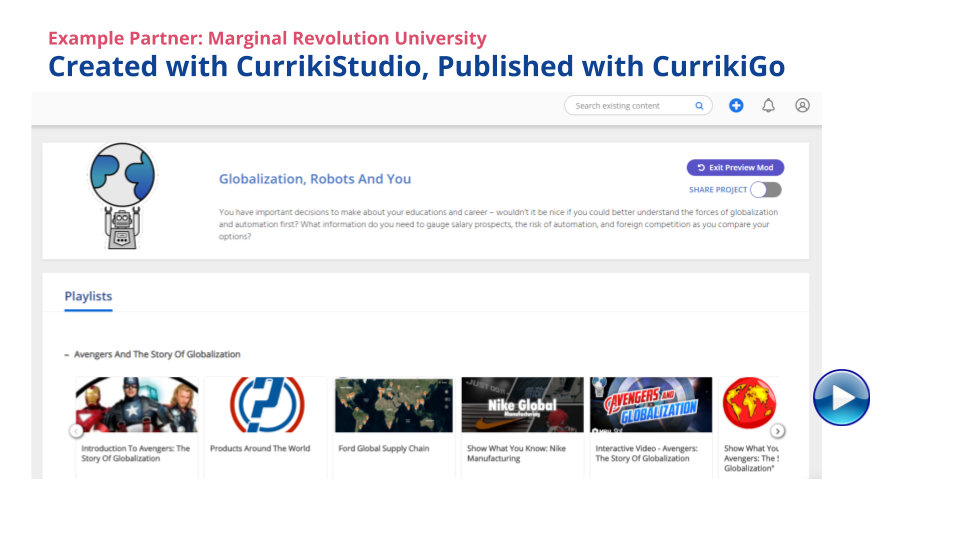 Example Partner: Marginal Revolution University
Created with CurrikiStudio, Published with CurrikiGo
Search existing content
Exit Preview Mod
Globalization, Robots And You
SHARE PROJECT
You have important decisions to make about your educations and career – wouldn't it be nice if you could better understand the forces of globalization
and automation first? What information do you need to gauge salary prospects, the risk of automation, and foreign competition as you compare your
options?
Playlists
– Avengers And The Story Of Globalization
JUST DO IT
Nike Global
Manufacturing
AVENGERS AND
GLOBALIZATION
Introduction To Avengers: The
Story Of Globalization
Products Around The World
Ford Global Supply Chain
Show What You Know: Nike
Manufacturing
Interactive Video - Avengers:
The Story Of Globalization
Show What You
Avengers: The
Globalization"